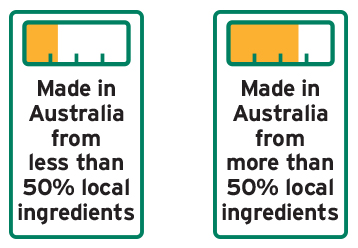 Made in
Australia
from
less than
50% local
ingredients
Made in
Australia
from
more than
50% local
ingredients